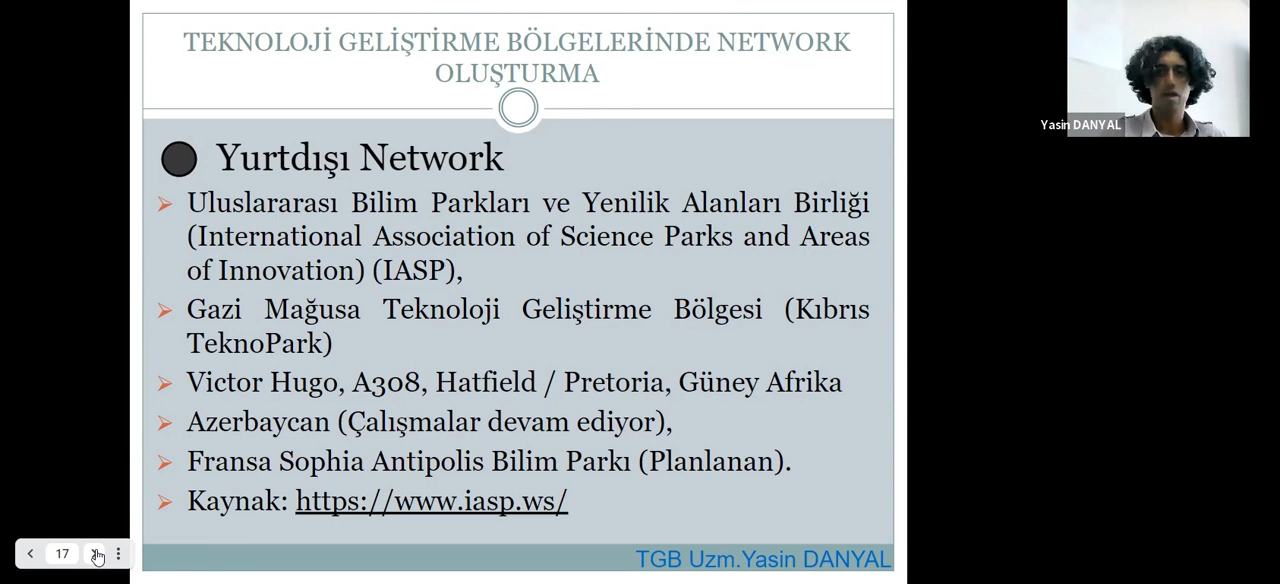 TEKNOLOJİ GELİŞTİRME BÖLGELERİNDE NETWORK
OLUŞTURMA
Yurtdışı Network
Uluslararası Bilim Parkları ve Yenilik Alanları Birliği
(International Association of Science Parks and Areas
of Innovation) (IASP),
Gazi Mağusa Teknoloji Geliştirme Bölgesi (Kıbrıs
TeknoPark)
Victor Hugo, A308, Hatfield / Pretoria, Güney Afrika
Azerbaycan (Çalışmalar devam ediyor),
Fransa Sophia Antipolis Bilim Parkı (Planlanan).
Kaynak: https://www.iasp.ws/
TGB Uzm.Yasin DANYAL
Yasin DANYAL
17